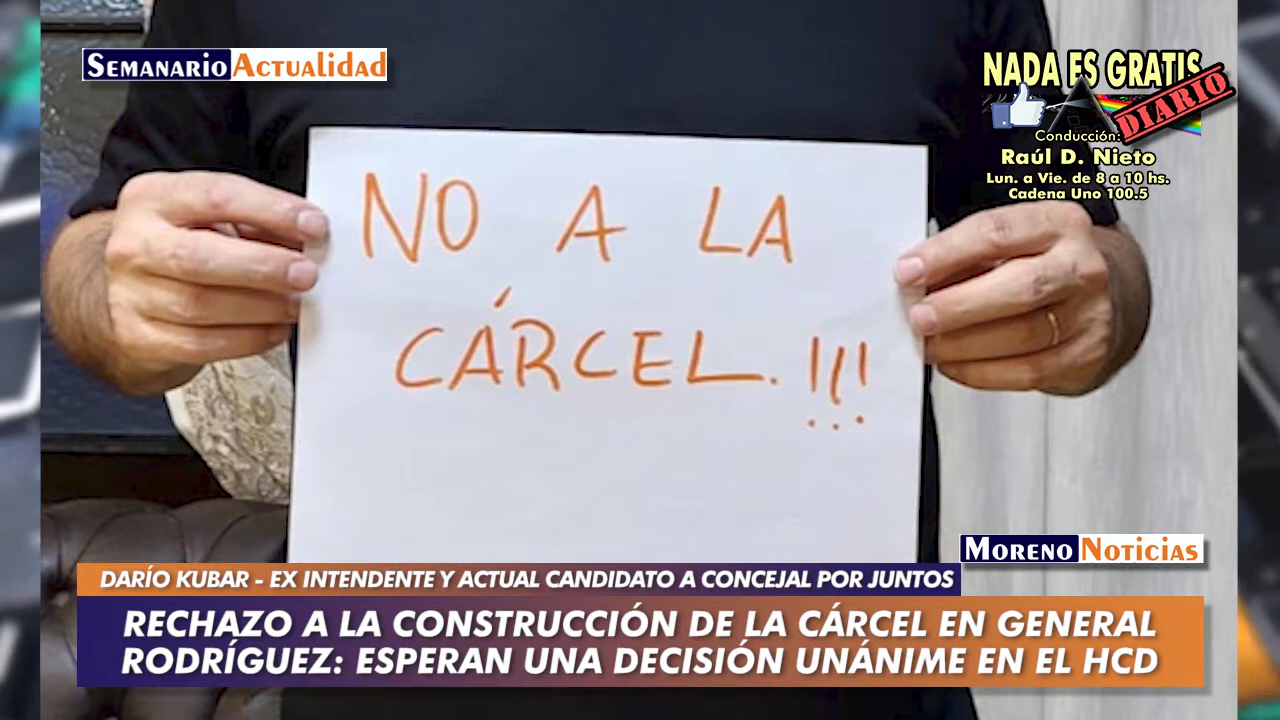 SEMANARIO ACTUALIDAD
NADA ES GRATIS
DIARIO
Conducción:
Raúl D. Nieto
Lun. a Vie. de 8 a 10 hs.
Cadena Uno 100.5
NO A LA
CÁRCEL.!!!
MORENO NOTICIAS
DARÍO KUBAR - EX INTENDENTE Y ACTUAL CANDIDATO A CONCEJAL POR JUNTOS
RECHAZO A LA CONSTRUCCIÓN DE LA CÁRCEL EN GENERAL
RODRÍGUEZ: ESPERAN UNA DECISIÓN UNÁNIME EN EL HCD